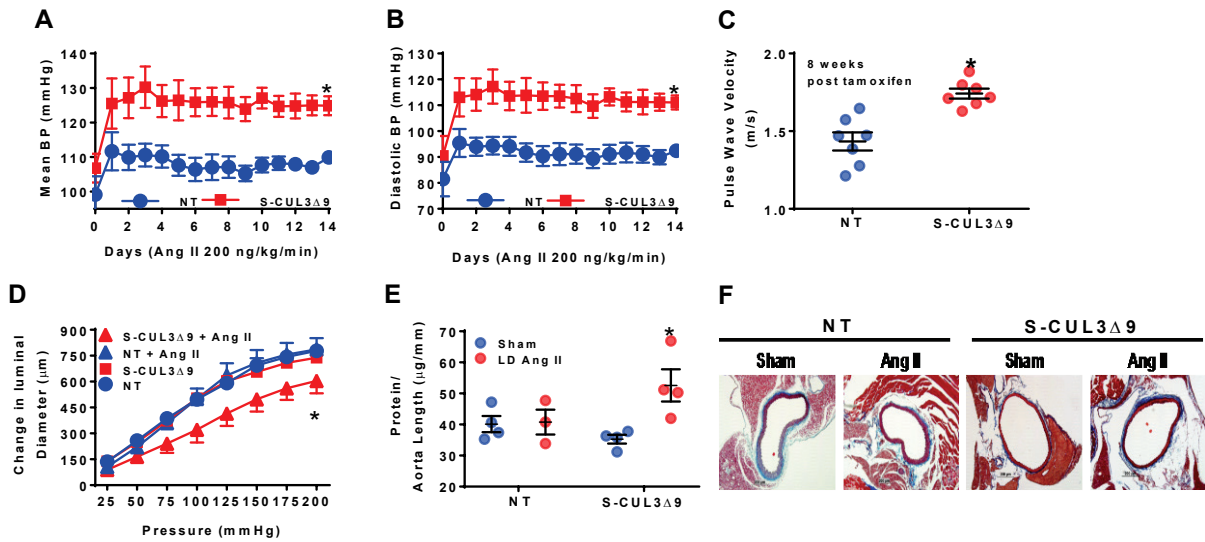 A
Mean BP (mmHg)
140
130
120
110
100
*
NT
S-CUL3Δ9
0 2 4 6 8 10 12 14
Days (Ang II 200 ng/kg/min)
B
Diastolic BP (mmHg)
130
120
110
100
90
80
70
*
NT
S-CUL3Δ9
0 2 4 6 8 10 12 14
Days (Ang II 200 ng/kg/min)
C
Pulse Wave Velocity
(m/s)
2.0
1.5
1.0
8 weeks
post tamoxifen
*
NT S-CUL3Δ9
D
Change in luminal
Diameter (μm)
900
750
600
450
300
150
0
S-CUL3Δ9 + Ang II
NT + Ang II
S-CUL3Δ9
NT
*
25 50 75 100 125 150 175 200
Pressure (mmHg)
E
Protein/
Aorta Length (μg/mm)
70
60
50
40
30
Sham
LD Ang II
*
NT S-CUL3Δ9
F
NT S-CUL3Δ9
Sham Ang II Sham Ang II